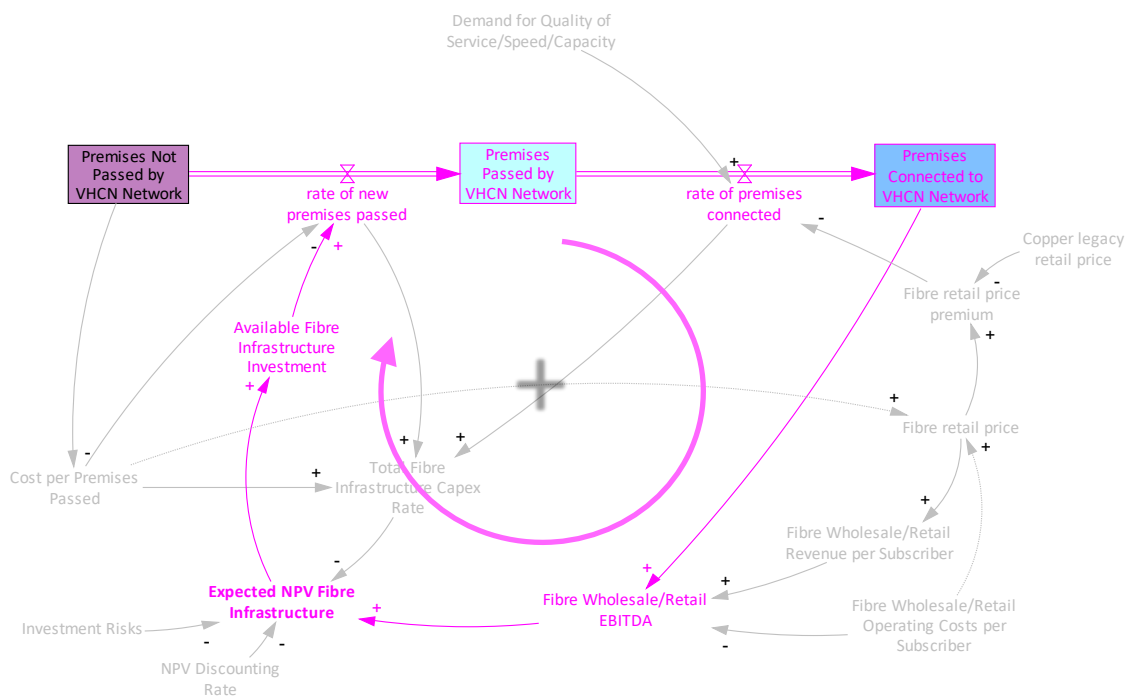 Demand for Quality of
Service/Speed/Capacity
Premises Not
Passed by
VHCN Network
Premises
Passed by
VHCN Network
Premises
Connected to
VHCN Network
+
rate of new
premises passed
rate of premises
connected
-
+
-
Copper legacy
retail price
-
Fibre retail price
premium
+
Available Fibre
Infrastructure
Investment
+
+
+
Fibre retail price
+
-
Cost per Premises
Passed
+
+
+
Total Fibre
Infrastructure Capex
Rate
+
Fibre Wholesale/Retail
Revenue per Subscriber
-
+
+
Expected NPV Fibre
Infrastructure
+
Fibre Wholesale/Retail
EBITDA
Fibre Wholesale/Retail
Operating Costs per
Subscriber
-
Investment Risks
-
-
NPV Discounting
Rate